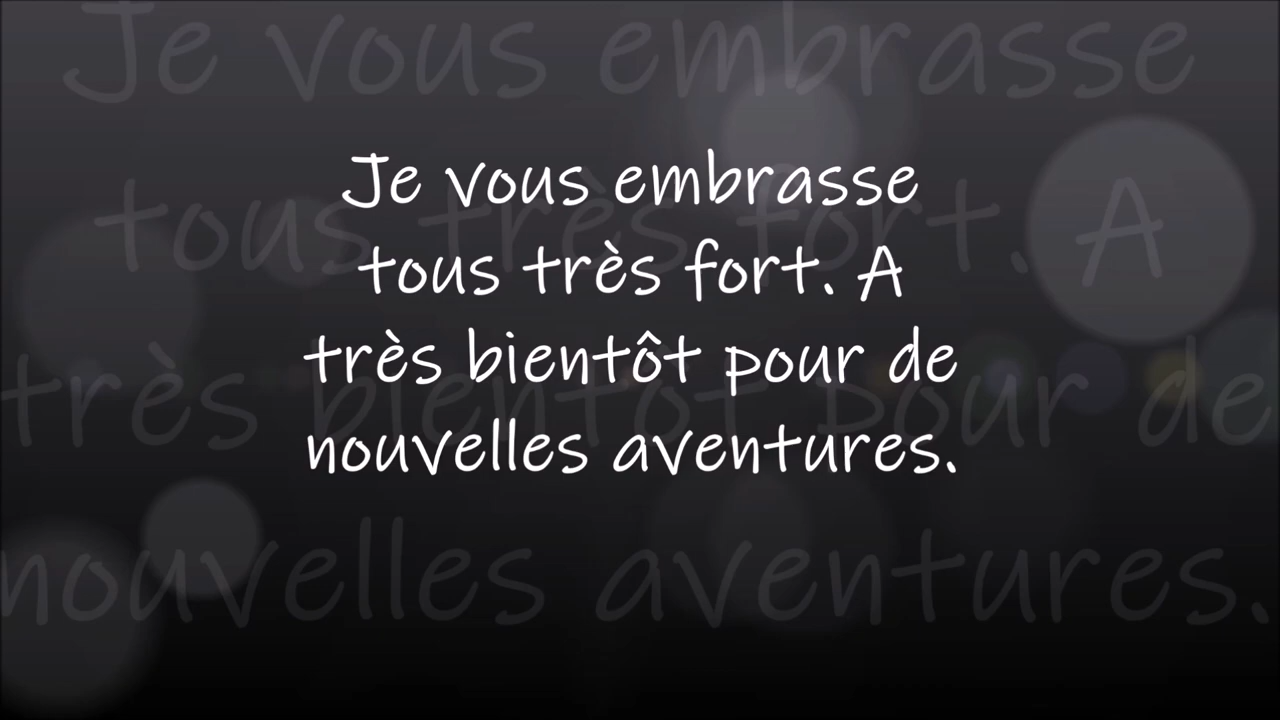 Je vous embrasse
tous très fort. A
très bientôt pour de
nouvelles aventures.